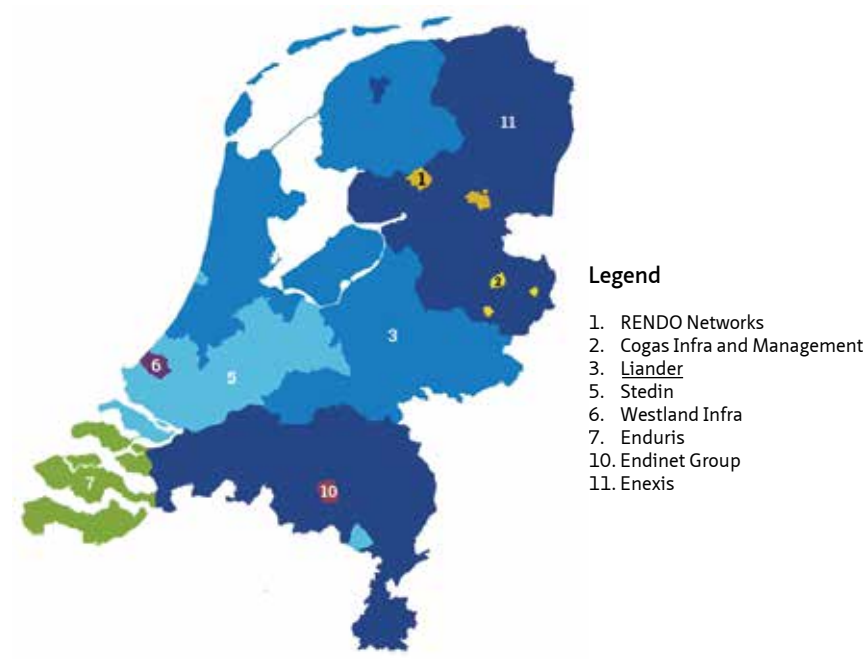 11
1
2
3
6
5
7
10
Legend
1. RENDO Networks
2. Cogas Infra and Management
3. Liander
5. Stedin
6. Westland Infra
7. Enduris
10. Endinet Group
11. Enexis